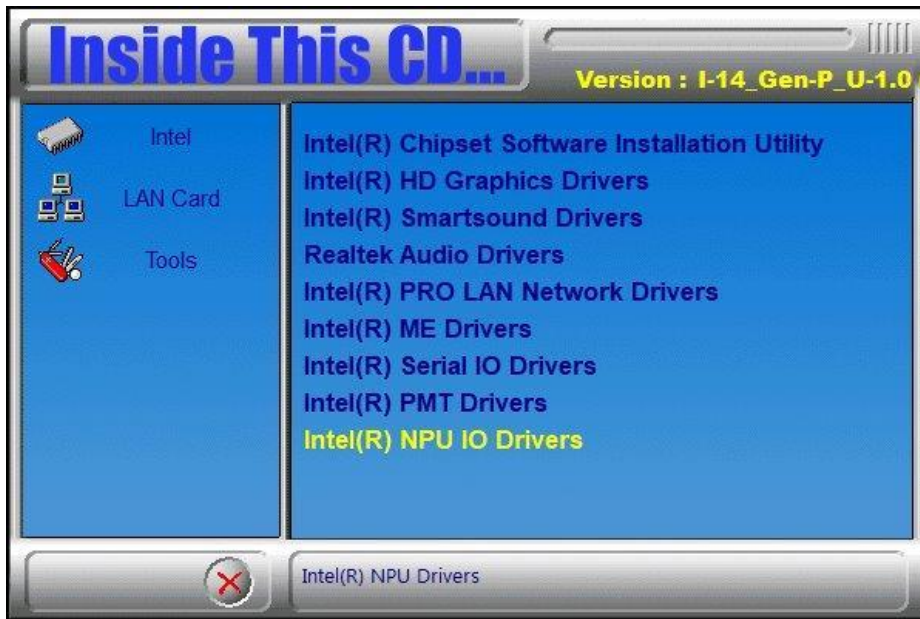 Inside This CD...
Version : I-14_Gen-P_U-1.0
Intel
LAN Card
Tools
Intel(R) Chipset Software Installation Utility
Intel(R) HD Graphics Drivers
Intel(R) Smartsound Drivers
Realtek Audio Drivers
Intel(R) PRO LAN Network Drivers
Intel(R) ME Drivers
Intel(R) Serial IO Drivers
Intel(R) PMT Drivers
Intel(R) NPU IO Drivers
Intel(R) NPU Drivers